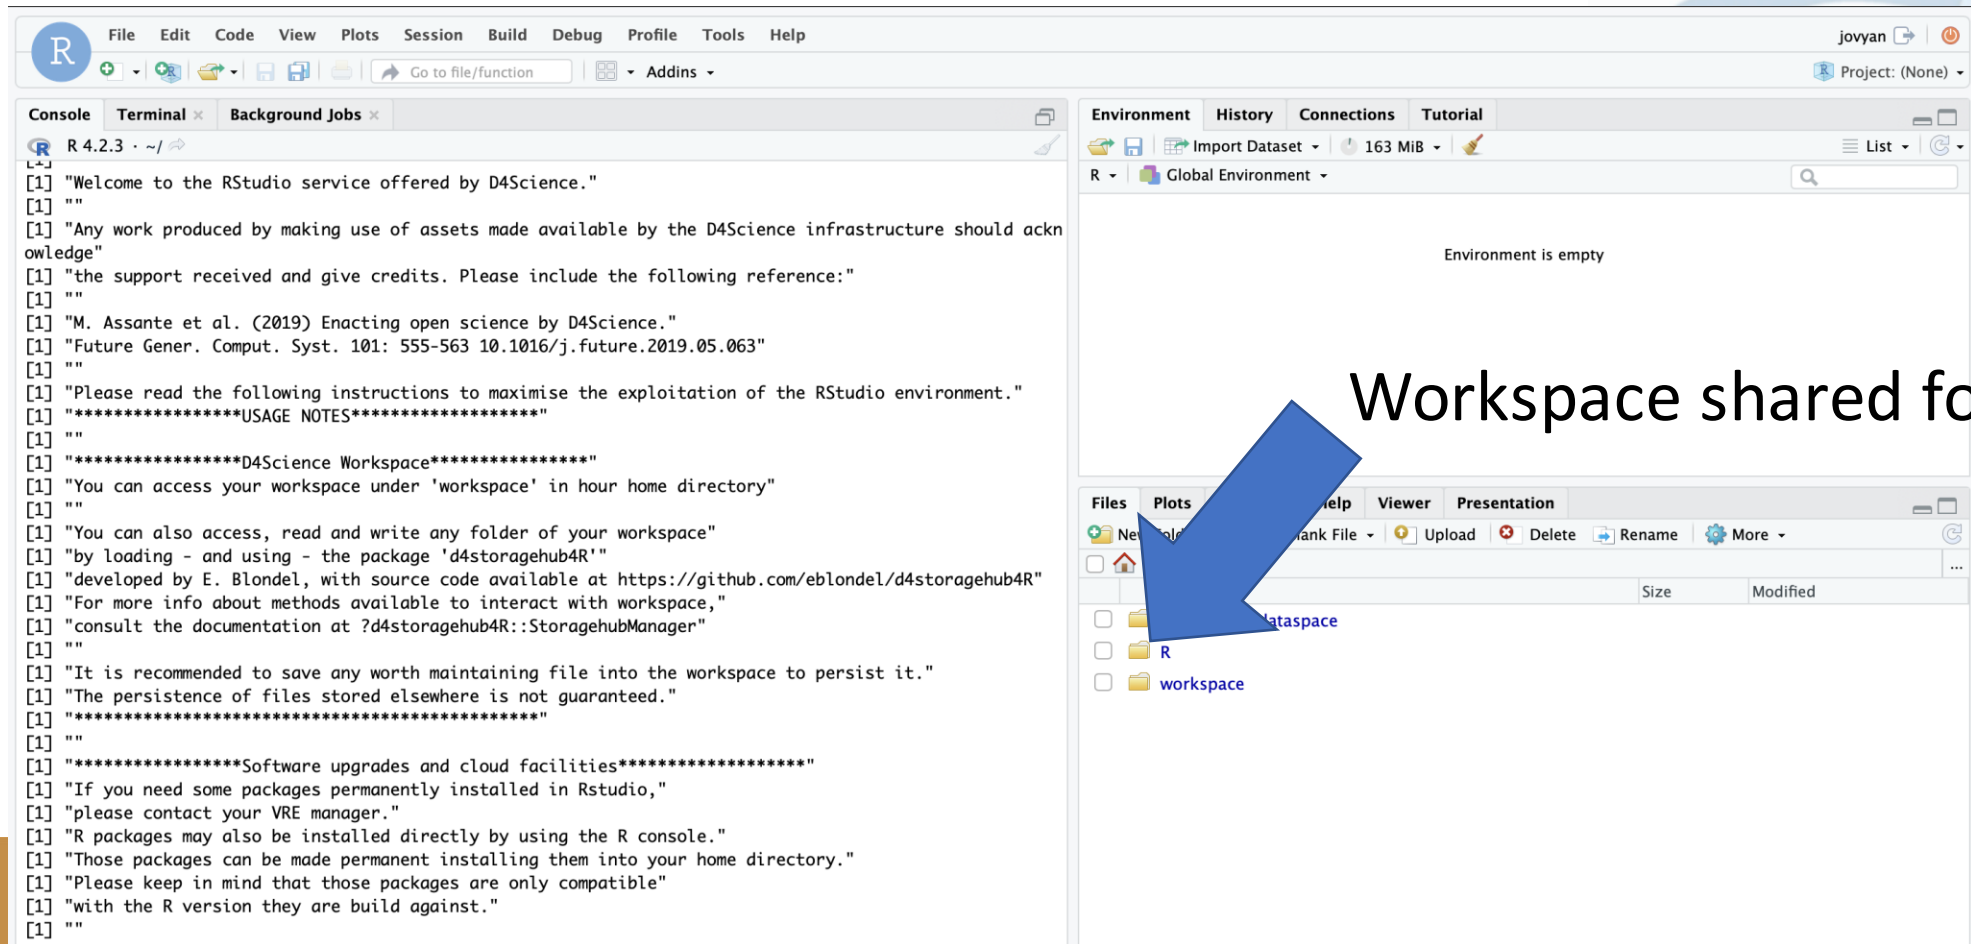 R
File Edit Code View Plots Session Build Debug Profile Tools Help
jovyan
Go to file/function
Addins
Project: (None)
Console Terminal Background Jobs
R 4.2.3 · ~/
[1]
[1] "Welcome to the RStudio service offered by D4Science."
[1] ""
[1] "Any work produced by making use of assets made available by the D4Science infrastructure should ackn
owledge"
[1] "the support received and give credits. Please include the following reference:"
[1] ""
[1] "M. Assante et al. (2019) Enacting open science by D4Science."
[1] "Future Gener. Comput. Syst. 101: 555-563 10.1016/j.future.2019.05.063"
[1] ""
[1] "Please read the following instructions to maximise the exploitation of the RStudio environment."
[1] "*****************USAGE NOTES*******************"
[1] ""
[1] "*****************D4Science Workspace****************"
[1] "You can access your workspace under 'workspace' in hour home directory"
[1] ""
[1] "You can also access, read and write any folder of your workspace"
[1] "by loading - and using - the package 'd4storagehub4R'"
[1] "developed by E. Blondel, with source code available at https://github.com/eblondel/d4storagehub4R"
[1] "For more info about methods available to interact with workspace,"
[1] "consult the documentation at ?d4storagehub4R::StoragehubManager"
[1] ""
[1] "It is recommended to save any worth maintaining file into the workspace to persist it."
[1] "The persistence of files stored elsewhere is not guaranteed."
[1] "***********************************************"
[1] ""
[1] "*****************Software upgrades and cloud facilities*******************"
[1] "If you need some packages permanently installed in Rstudio,"
[1] "please contact your VRE manager."
[1] "R packages may also be installed directly by using the R console."
[1] "Those packages can be made permanent installing them into your home directory."
[1] "Please keep in mind that those packages are only compatible"
[1] "with the R version they are build against."
[1] ""
Environment History Connections Tutorial
Import Dataset 163 MiB List
R Global Environment
Environment is empty
Workspace shared fo
Files Plots elp Viewer Presentation
New ank File Upload Delete Rename More
...
Size Modified
ataspace
R
workspace